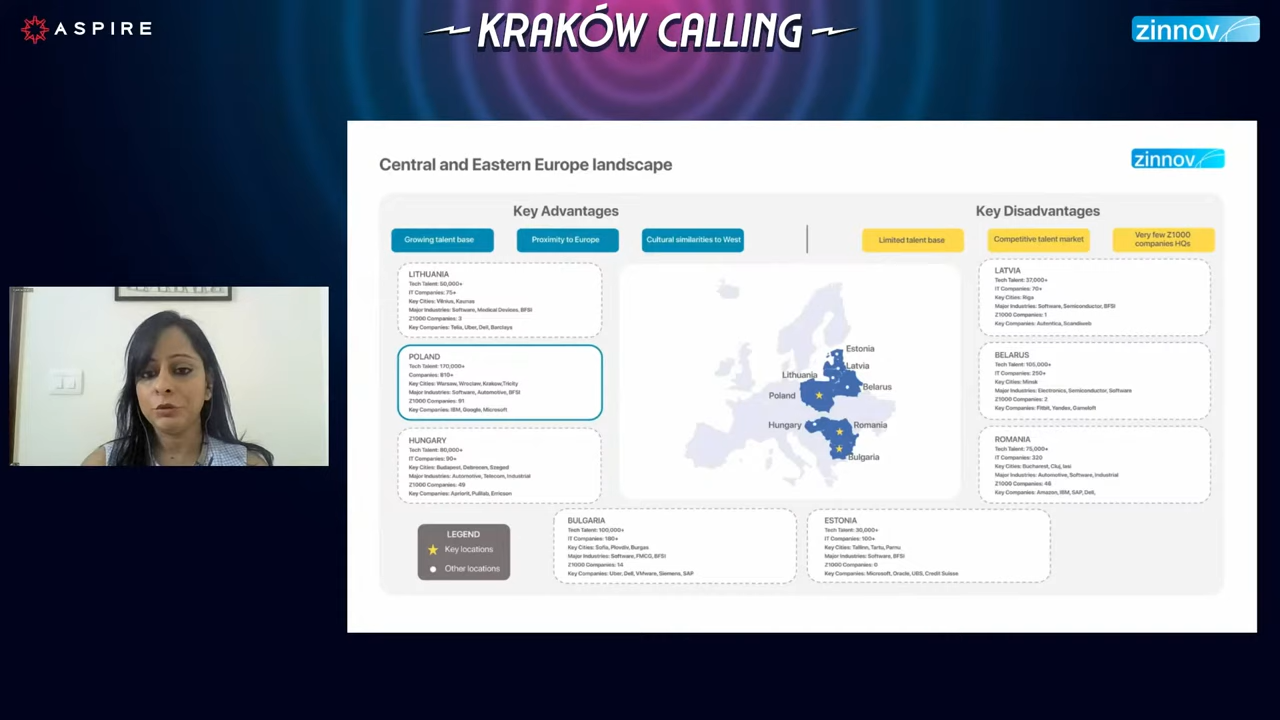 ASPIRE
KRAKÓW CALLING
zinnov
Central and Eastern Europe landscape
zinnov
Key Advantages
Key Disavantages
Growing talent base
Proximity to Europe
Cultural similarities to West
Limited talent base
Competitive talent market
Very few Z1000
companies HQs
LITHUANIA
Tech Talent: 50,000+
IT Companies: 75+
Key Cities: Vilnius, Kaunas
Major Industries: Software, Medical Devices, BFSI
Z1000 Companies: 3
Key Companies: Telia, Uber, Dell, Barclays
POLAND
Tech Talent: 170,000+
Companies: 810+
Key Cities: Warsaw, Wroclaw, Krakow,Tricity
Major Industries: Software, Automotive, BFSI
Z1000 Companies: 91
Key Companies: IBM, Google, Microsoft
HUNGARY
Tech Talent: 80,000+
IT Companies: 90+
Key Cities: Budapest, Debrecen, Szeged
Major Industries: Automotive, Telecom, Industrial
Z1000 Companies: 49
Key Companies: Apriorit, Ericsson
Estonia
Latvia
Lithuania
Belarus
Poland
Hungary
Romania
Bulgaria
LATVIA
Tech Talent: 37,000+
IT Companies: 70+
Key Cities: Riga
Major Industries: Software, Semiconductor, BFSI
Z1000 Companies: 1
Key Companies: Autentica, Scandiweb
BELARUS
Tech Talent: 105,000+
IT Companies: 250+
Key Cities: Minsk
Major Industries: Electronics, Semiconductor, Software
Z1000 Companies: 2
Key Companies: Fitbit, Yandex, Gameloft
ROMANIA
Tech Talent: 75,000+
IT Companies: 320
Key Cities: Bucharest, Cluj, Iasi
Major Industries: Automotive, Software, Industrial
Z1000 Companies: 48
Key Companies: Amazon, IBM, SAP, Dell,
LEGEND
Key locations
Other locations
BULGARIA
Tech Talent: 100,000+
IT Companies: 190+
Key Cities: Sofia, Plovdiv, Burgas
Major Industries: Software, FMCG, BFSI
Z1000 Companies: 14
Key Companies: Uber, Dell, VMware, Siemens, SAP
ESTONIA
Tech Talent: 30,000+
IT Companies: 100+
Key Cities: Tallinn, Tartu, Parnu
Major Industries: Software, BFSI
Z1000 Companies: 0
Key Companies: Microsoft, Oracle, UBS, Credit Suisse